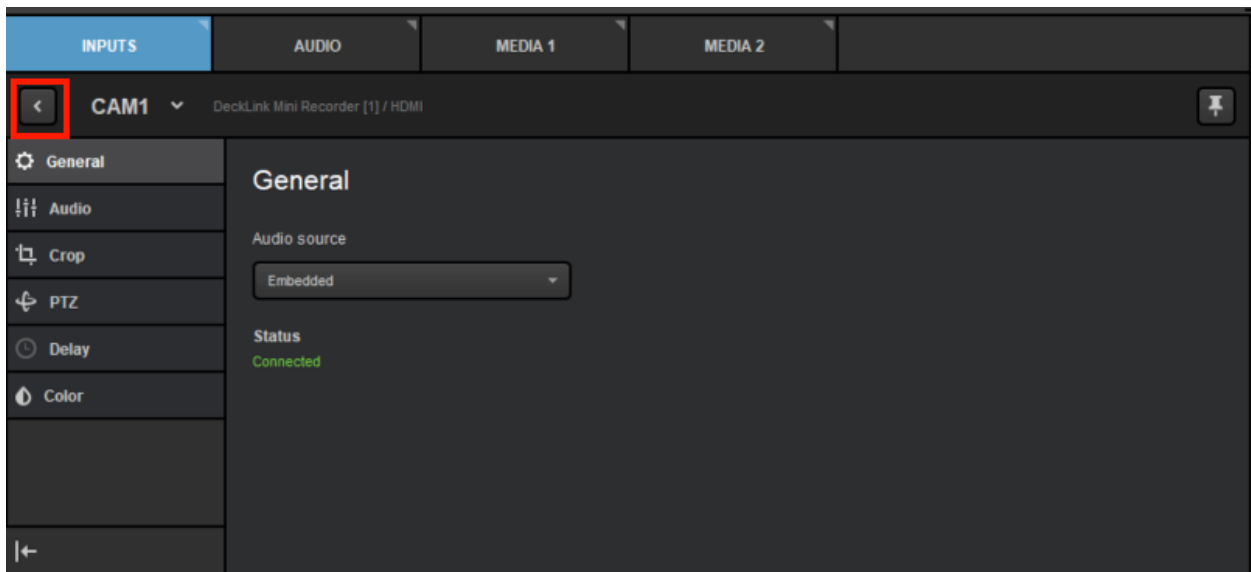 INPUTS
AUDIO
MEDIA 1
MEDIA 2
CAM1
DeckLink Mini Recorder [1] / HDMI
General
Audio
Crop
PTZ
Delay
Color
General
Audio source
Embedded
Status
Connected